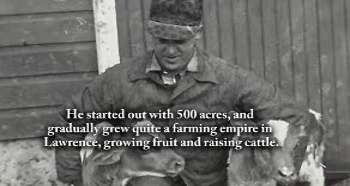 He started out with 500 acres, and
gradually grew quite a farming empire in
Lawrence, growing fruit and raising cattle.